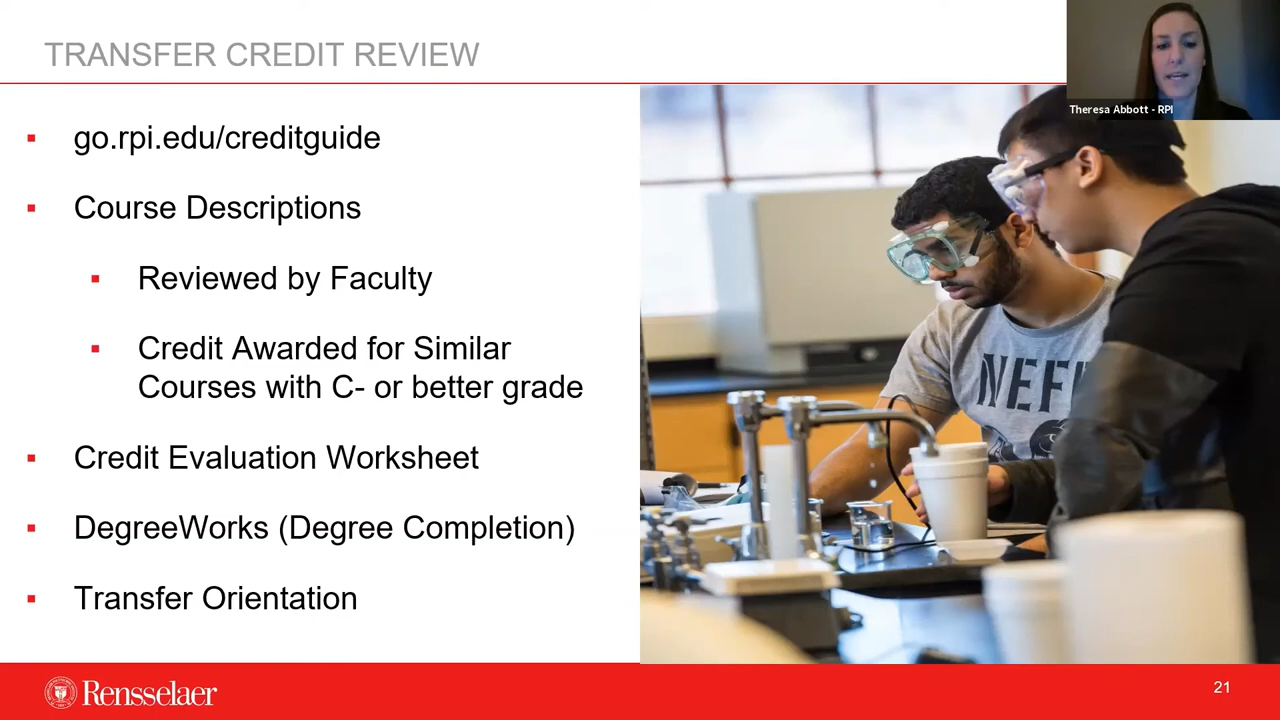 TRANSFER CREDIT REVIEW
Theresa Abbott - RPI
go.rpi.edu/creditguide
Course Descriptions
Reviewed by Faculty
Credit Awarded for Similar
Courses with C- or better grade
Credit Evaluation Worksheet
DegreeWorks (Degree Completion)
Transfer Orientation
Rensselaer
21